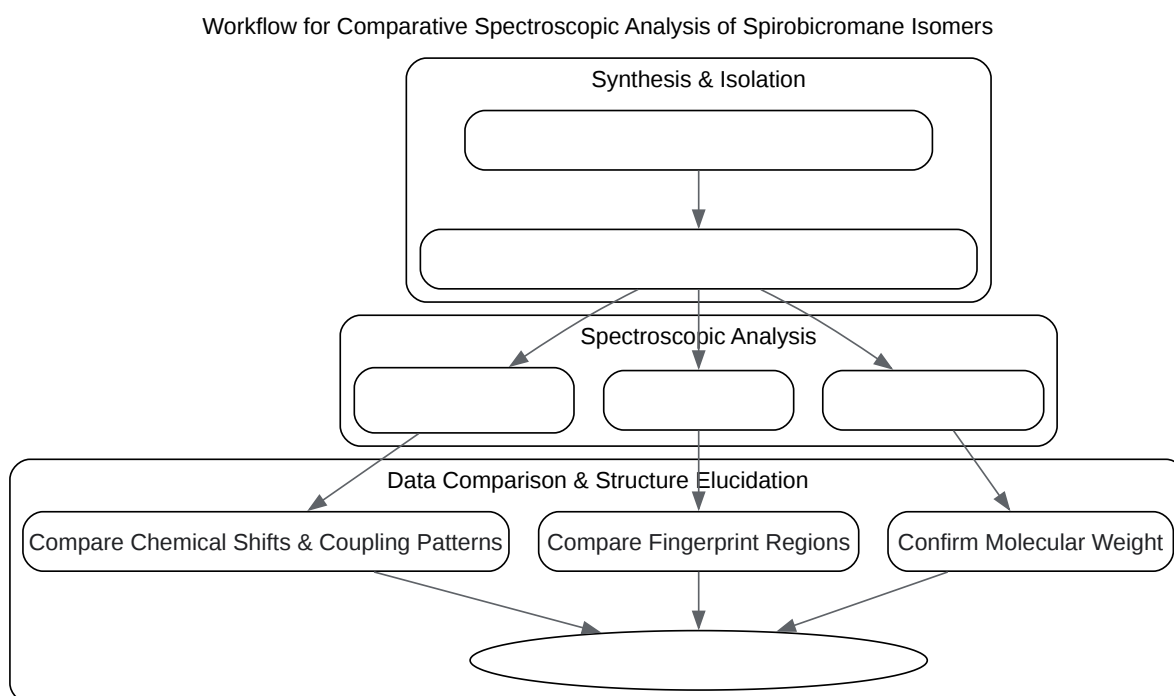 Workflow for Comparative Spectroscopic Analysis of Spirobicromane Isomers
Synthesis & Isolation
Spectroscopic Analysis
Data Comparison & Structure Elucidation
Compare Chemical Shifts & Coupling Patterns
Compare Fingerprint Regions
Confirm Molecular Weight